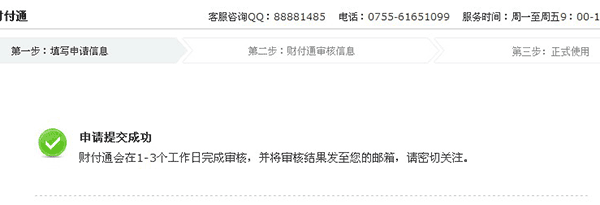 付通 客服咨询QQ：88881485 电话：0755-61651099 服务时间：周一至周五9：00-1
第一步：填写申请信息 第二步：财付通审核信息 第三步：正式使用
申请提交成功
财付通会在1-3个工作日完成审核，并将审核结果发至您的邮箱，请密切关注。